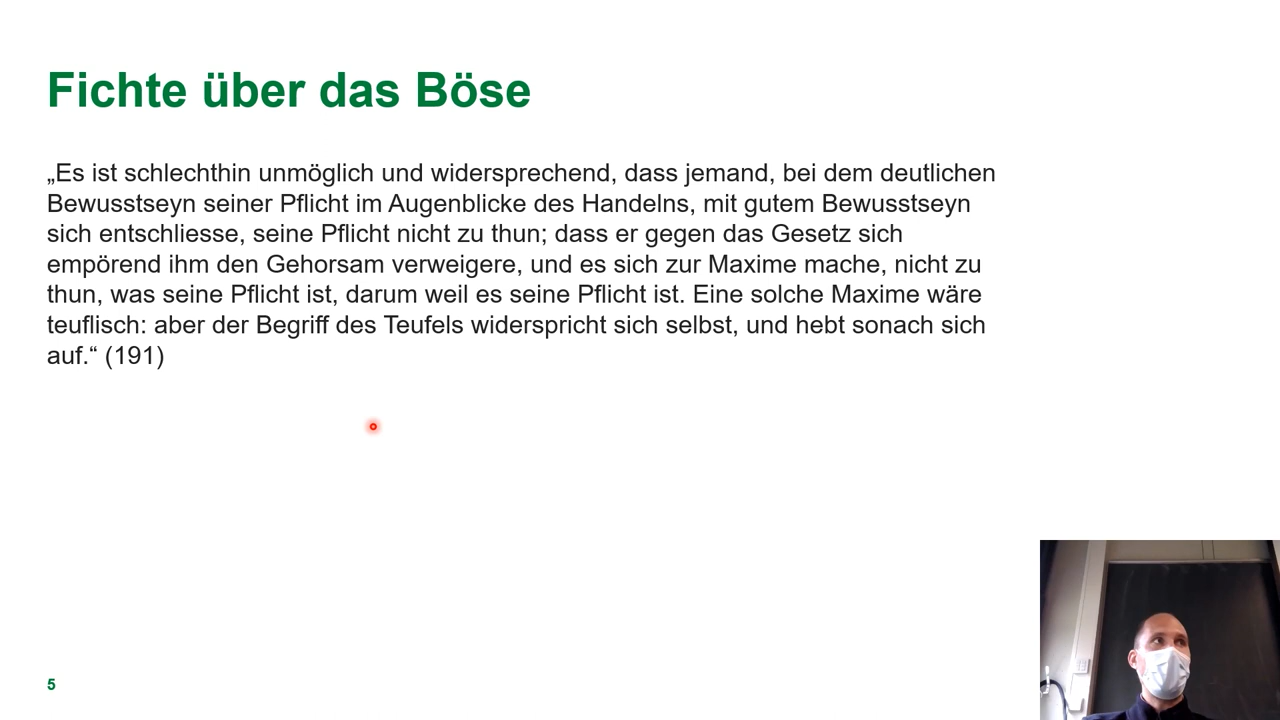 Fichte über das Böse
„Es ist schlechthin unmöglich und widersprechend, dass jemand, bei dem deutlichen
Bewusstseyn seiner Pflicht im Augenblicke des Handelns, mit gutem Bewusstseyn
sich entschliesse, seine Pflicht nicht zu thun; dass er gegen das Gesetz sich
empörend ihm den Gehorsam verweigere, und es sich zur Maxime mache, nicht zu
thun, was seine Pflicht ist, darum weil es seine Pflicht ist. Eine solche Maxime wäre
teuflisch: aber der Begriff des Teufels widerspricht sich selbst, und hebt sonach sich
auf.“ (191)
5